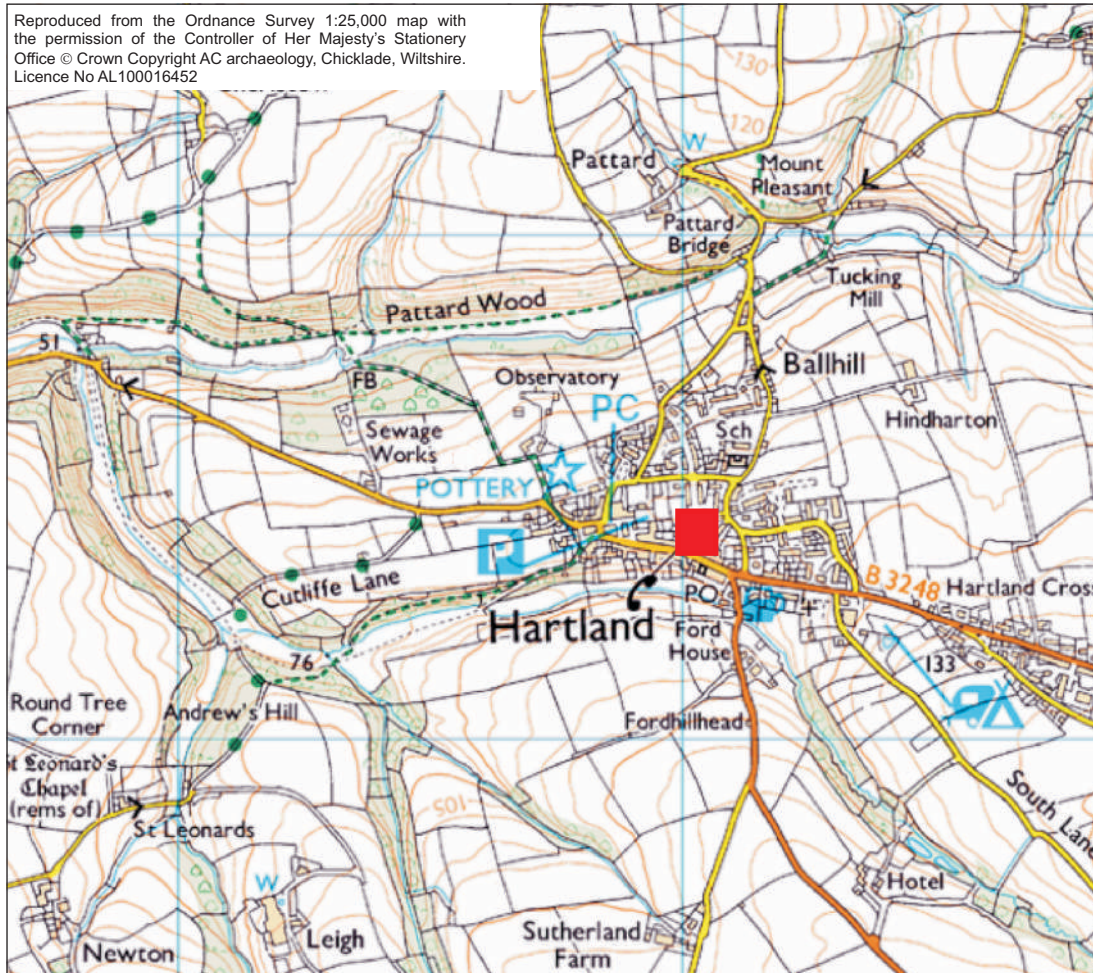 Reproduced from the Ordnance Survey 1:25,000 map with
the permission of the Controller of Her Majesty's Stationery
Office © Crown Copyright AC archaeology, Chicklade, Wiltshire.
Licence No AL100016452
130
120
W
Pattard
Mount
Pleasant
Pattard
Bridge
Tucking
Mill
Pattard Wood
51
FB
Observatory
PC
Ballhill
Sch
Hindharton
Sewage
Works
POTTERY
P
Cutliffe Lane
B 3248
Hartland Cross
PO
Hartland
Ford
House
76
133
Round Tree
Corner
Andrew's Hill
Fordhillhead
t Leonard's
Chapel
(rems of)
St Leonards
105
South Lane
W
Hotel
Newton
Leigh
Sutherland
Farm